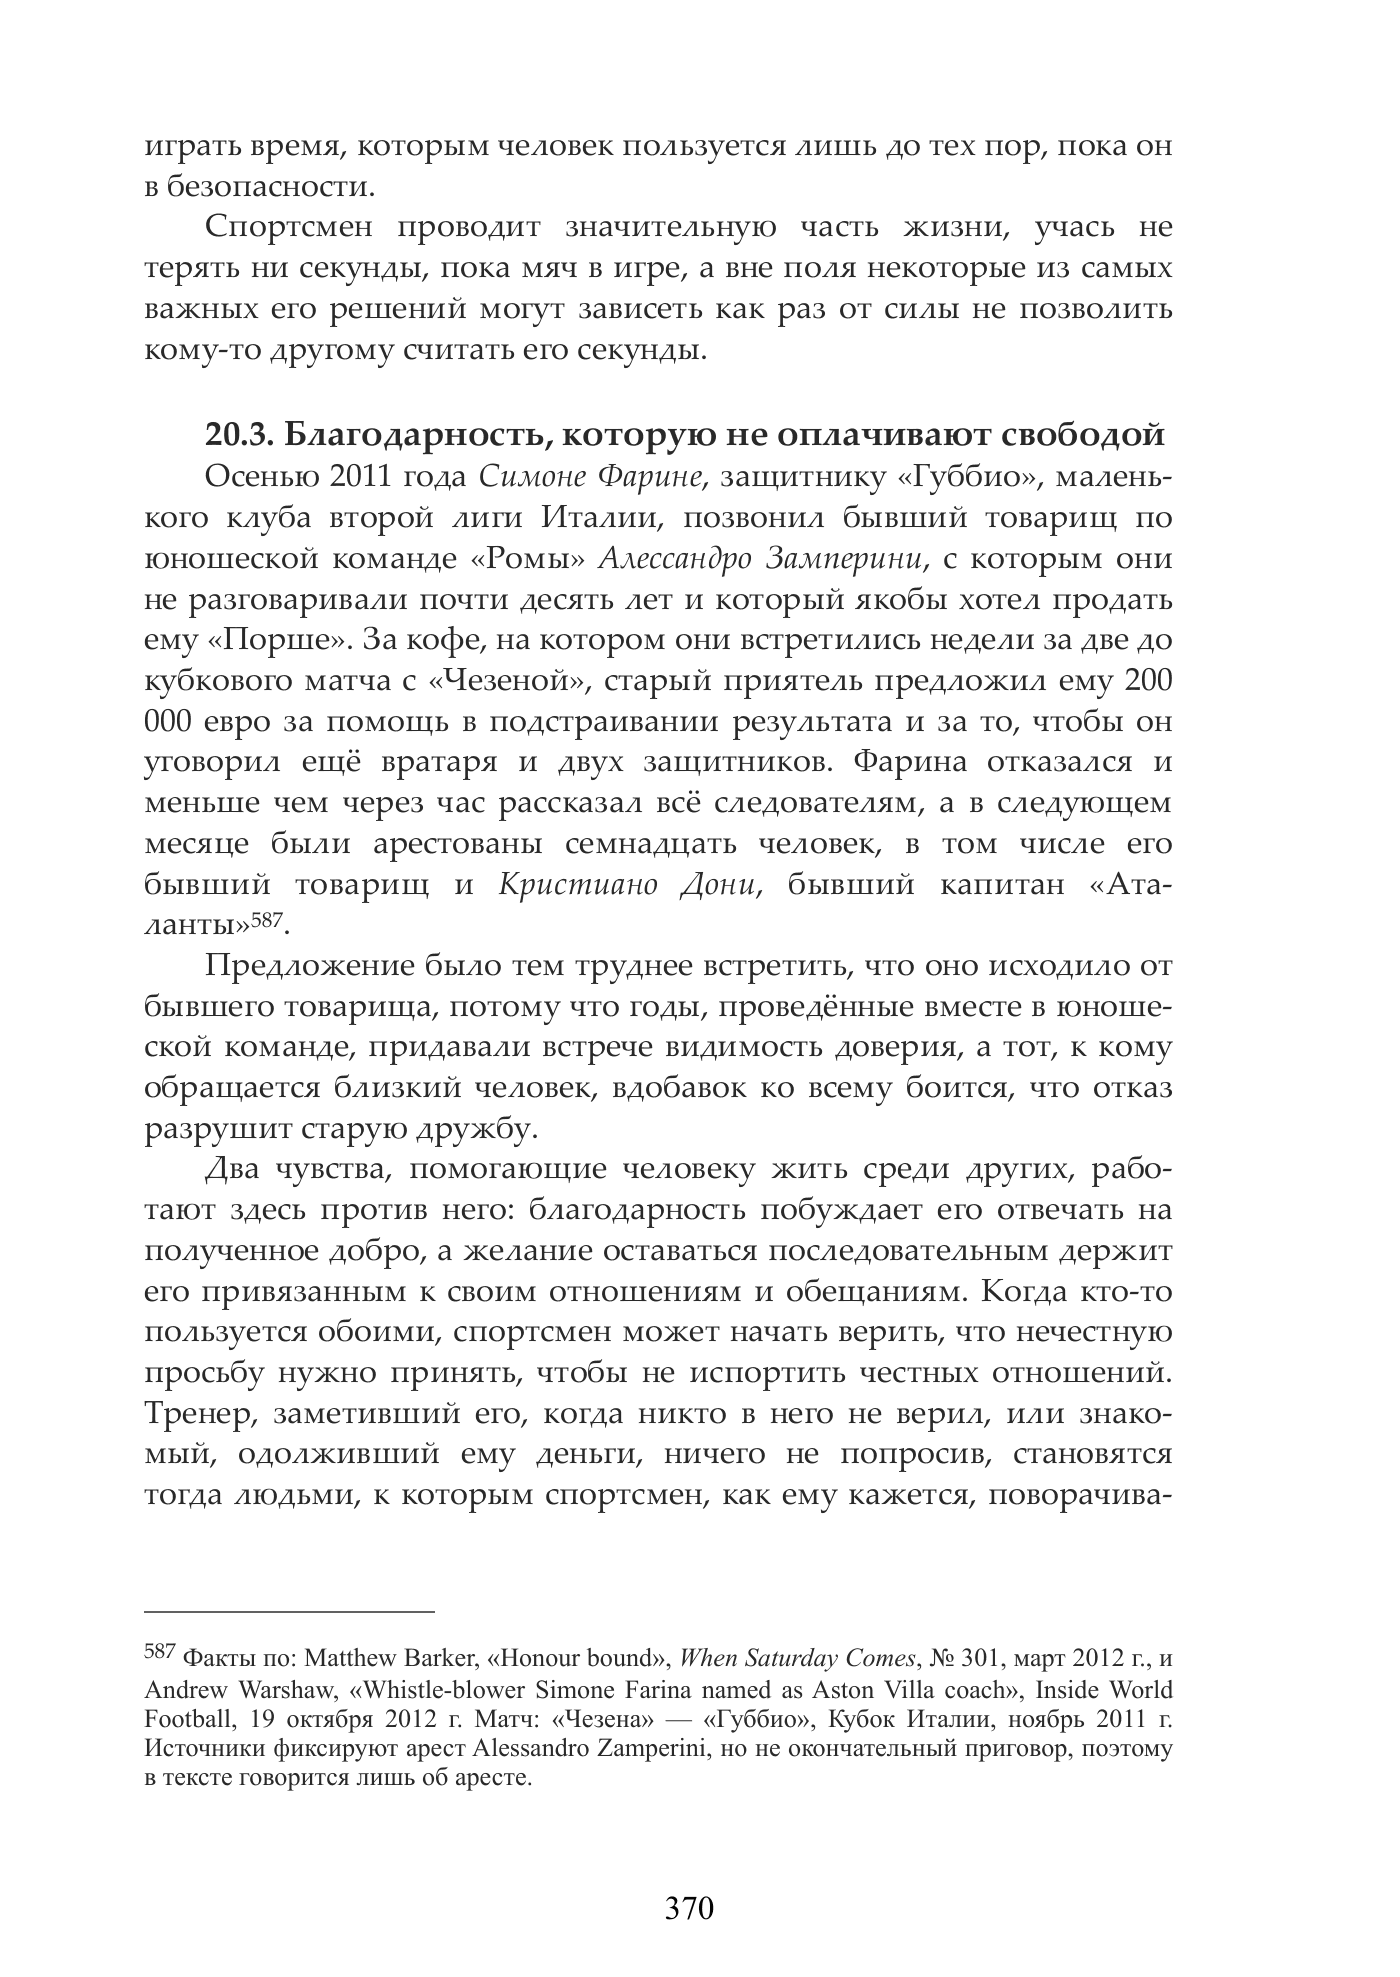 играть время, которым человек пользуется лишь до тех пор, пока он
в безопасности.
Спортсмен проводит значительную часть жизни, учась не
терять ни секунды, пока мяч в игре, а вне поля некоторые из самых
важных его решений могут зависеть как раз от силы не позволить
кому-то другому считать его секунды.
20.3. Благодарность, которую не оплачивают свободой
Осенью 2011 года Симоне Фарине, защитнику «Губбио», малень-
кого клуба второй лиги Италии, позвонил бывший товарищ по
юношеской команде «Ромы» Алессандро Замперини, с которым они
не разговаривали почти десять лет и который якобы хотел продать
ему «Порше». За кофе, на котором они встретились недели за две до
кубкового матча с «Чезеной», старый приятель предложил ему 200
000 евро за помощь в подстраивании результата и за то, чтобы он
уговорил ещё вратаря и двух защитников. Фарина отказался и
меньше чем через час рассказал всё следователям, а в следующем
месяце были арестованы семнадцать человек, в том числе его
бывший товарищ и Кристиано Дони, бывший капитан «Ата-
ланты»587.
Предложение было тем труднее встретить, что оно исходило от
бывшего товарища, потому что годы, проведённые вместе в юноше-
ской команде, придавали встрече видимость доверия, а тот, к кому
обращается близкий человек, вдобавок ко всему боится, что отказ
разрушит старую дружбу.
Два чувства, помогающие человеку жить среди других, рабо-
тают здесь против него: благодарность побуждает его отвечать на
полученное добро, а желание оставаться последовательным держит
его привязанным к своим отношениям и обещаниям. Когда кто-то
пользуется обоими, спортсмен может начать верить, что нечестную
просьбу нужно принять, чтобы не испортить честных отношений.
Тренер, заметивший его, когда никто в него не верил, или знако-
мый, одолживший ему деньги, ничего не попросив, становятся
тогда людьми, к которым спортсмен, как ему кажется, поворачива-
587 Факты по: Matthew Barker, «Honour bound», When Saturday Comes, № 301, март 2012 г., и
Andrew Warshaw, «Whistle-blower Simone Farina named as Aston Villa coach», Inside World
Football, 19 октября 2012 г. Матч: «Чезена» — «Губбио», Кубок Италии, ноябрь 2011 г.
Источники фиксируют арест Alessandro Zamperini, но не окончательный приговор, поэтому
в тексте говорится лишь об аресте.
370